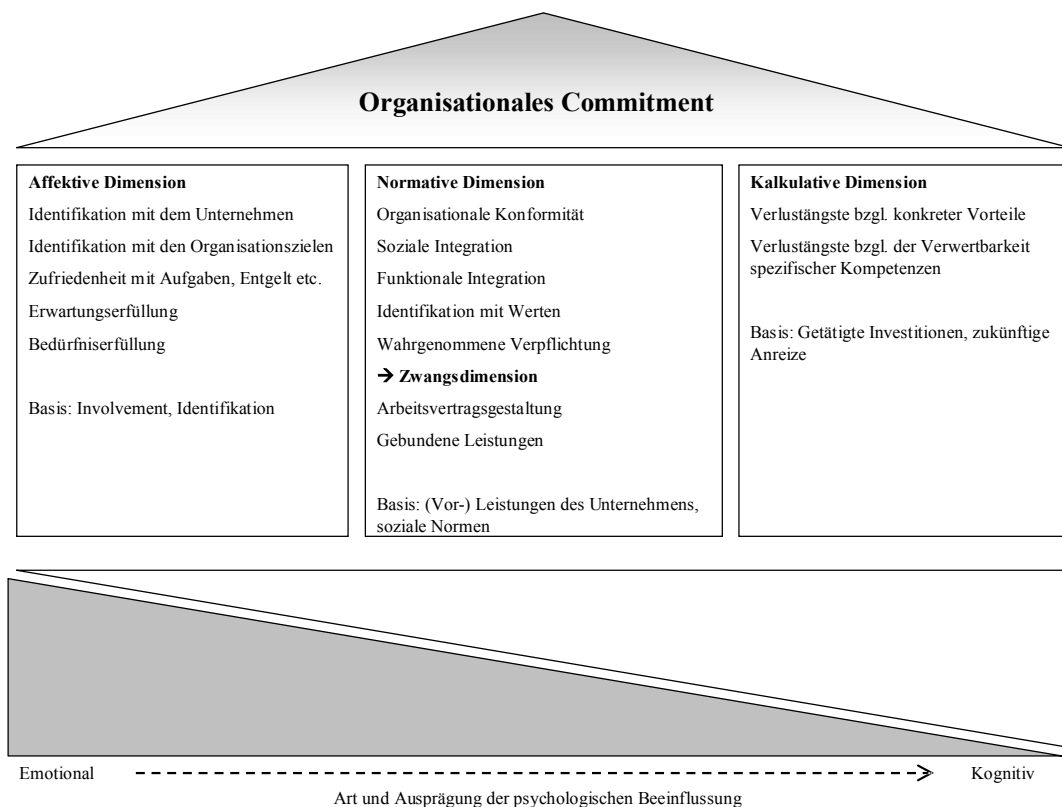 Organisationales Commitment
Affektive Dimension
Identifikation mit dem Unternehmen
Identifikation mit den Organisationszielen
Zufriedenheit mit Aufgaben, Entgelt etc.
Erwartungserfüllung
Bedürfniserfüllung
Basis: Involvement, Identifikation
Normative Dimension
Organisationale Konformität
Soziale Integration
Funktionale Integration
Identifikation mit Werten
Wahrgenommene Verpflichtung
➔ Zwangsdimension
Arbeitsvertragsgestaltung
Gebundene Leistungen
Basis: (Vor-) Leistungen des Unternehmens,
soziale Normen
Kalkulative Dimension
Verlustängste bzgl. konkreter Vorteile
Verlustängste bzgl. der Verwertbarkeit
spezifischer Kompetenzen
Basis: Getätigte Investitionen, zukünftige
Anreize
Emotional
Kognitiv
Art und Ausprägung der psychologischen Beeinflussung